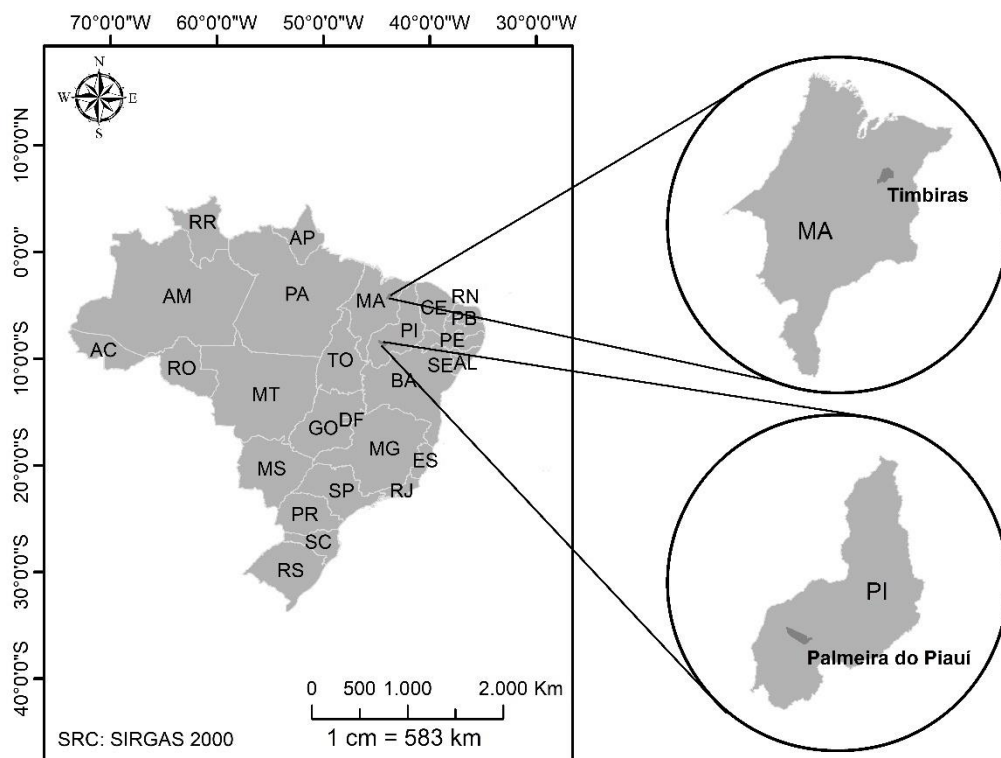 70°0'0"W 60°0'0"W 50°0'0"W 40°0'0"W 30°0'0"W
N
W E
S
10°0'0"N
0°0'0"
10°0'0"S
20°0'0"S
30°0'0"S
40°0'0"S
RR
AP
AM
PA
MA
CE
RN
PB
PI
PE
AC
RO
TO
SE
AL
BA
MT
GO
DF
MG
ES
MS
SP
RJ
PR
SC
RS
0 500 1.000 2.000 Km
1 cm = 583 km
SRC: SIRGAS 2000
Timbiras
MA
PI
Palmeira do Piauí